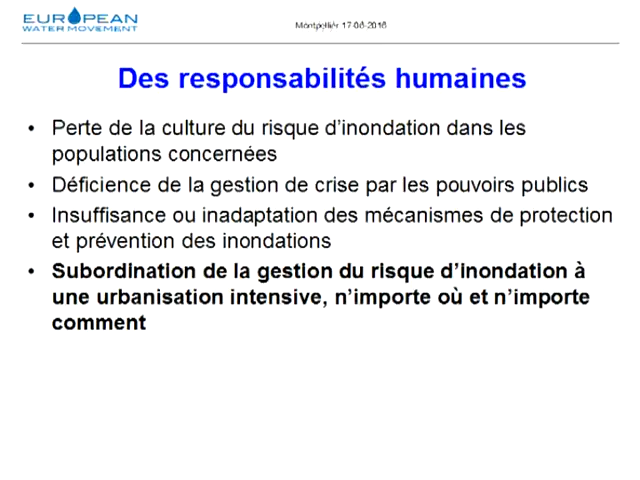 EUROPEAN
WATER MOVEMENT
Montpellier 17-06-2016
Des responsabilités humaines
• Perte de la culture du risque d'inondation dans les
populations concernées
• Déficience de la gestion de crise par les pouvoirs publics
• Insuffisance ou inadaptation des mécanismes de protection
et prévention des inondations
• Subordination de la gestion du risque d'inondation à
une urbanisation intensive, n'importe où et n'importe
comment